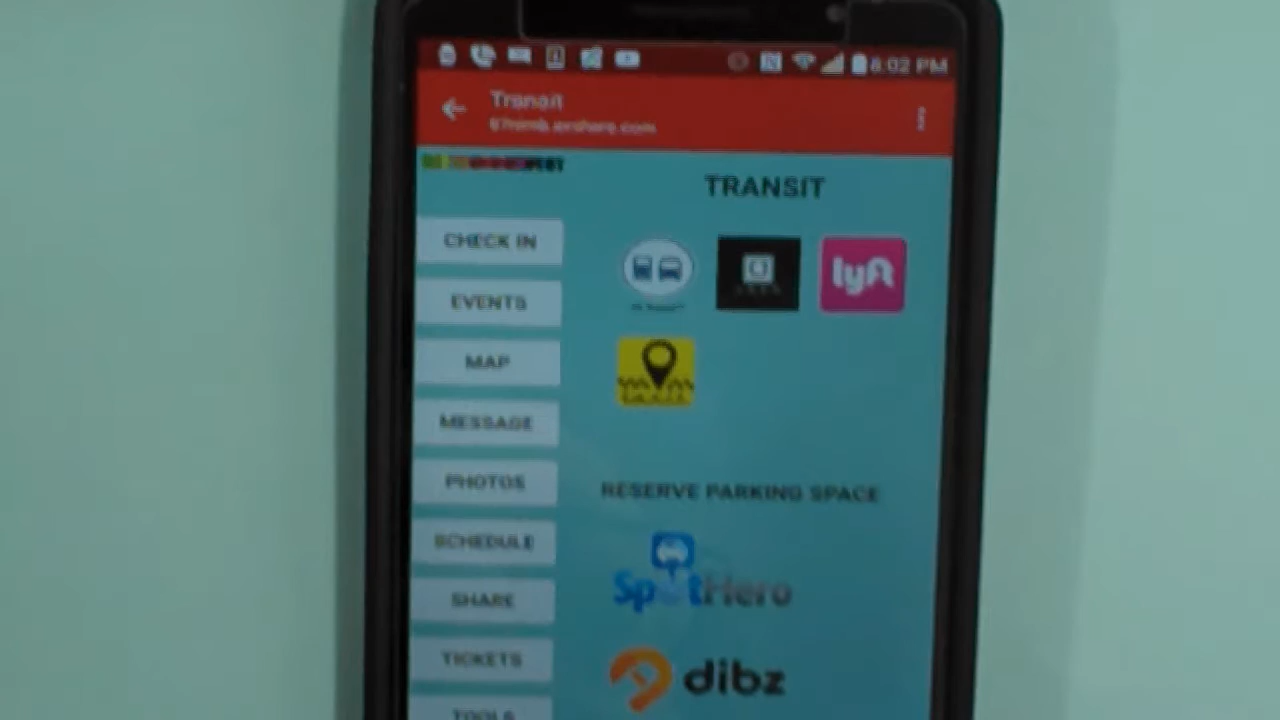 8:02 PM
Transit
TRANSIT
CHECK IN
lyft
EVENTS
MAP
MESSAGE
PHOTOS
RESERVE PARKING SPACE
SCHEDULE
SpotHero
SHARE
TICKETS
dibz
TOOLS